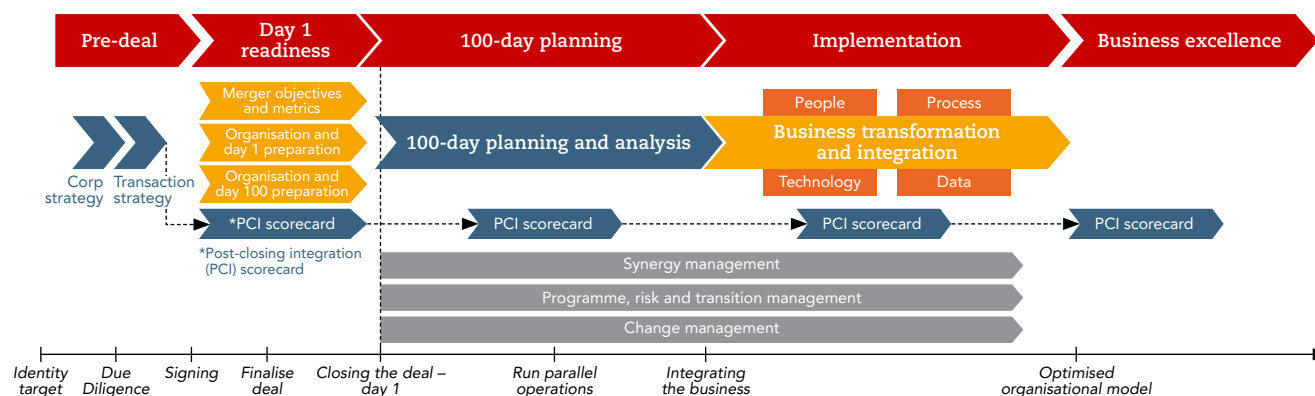 Pre-deal
Day 1
readiness
100-day planning
Implementation
Business excellence
Merger objectives
and metrics
Organisation and
day 1 preparation
Organisation and
day 100 preparation
Corp
strategy
Transaction
strategy
100-day planning and analysis
People
Process
Business transformation
and integration
Technology
Data
*PCI scorecard
PCI scorecard
PCI scorecard
PCI scorecard
*Post-closing integration
(PCI) scorecard
Synergy management
Programme, risk and transition management
Change management
Identity
target
Due
Diligence
Signing
Finalise
deal
Closing the deal –
day 1
Run parallel
operations
Integrating
the business
Optimised
organisational model